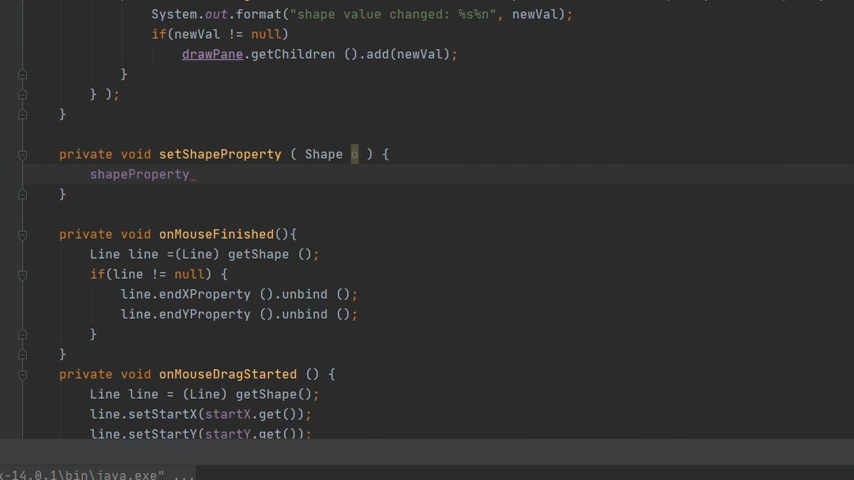 System.out.format("shape value changed: %s%n", newVal);
if(newVal != null)
drawPane.getChildren ().add(newVal);
}
} );
}
private void setShapeProperty ( Shape o ) {
shapeProperty
}
private void onMouseFinished(){
Line line =(Line) getShape ();
if(line != null) {
line.endXProperty ().unbind ();
line.endYProperty ().unbind ();
}
}
private void onMouseDragStarted () {
Line line = (Line) getShape();
line.setStartX(startX.get());
line.setStartY(startY.get());
x-14.0.1\bin\java.exe" ...